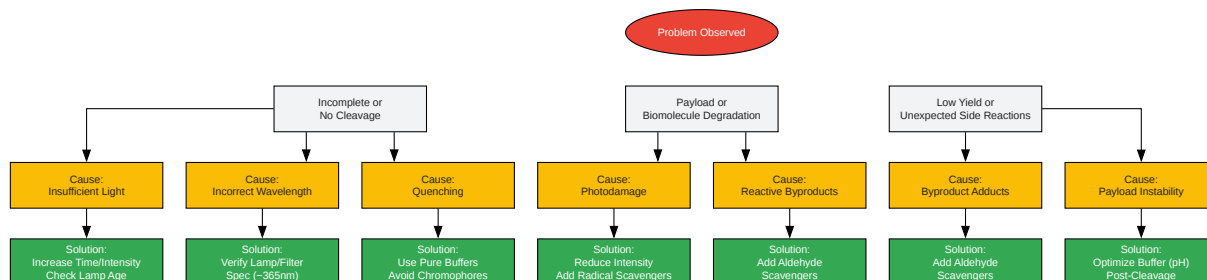 Problem Observed
Incomplete or
No Cleavage
Payload or
Biomolecule Degradation
Low Yield or
Unexpected Side Reactions
Cause:
Insufficient Light
Cause:
Incorrect Wavelength
Cause:
Quenching
Cause:
Photodamage
Cause:
Reactive Byproducts
Cause:
Byproduct Adducts
Cause:
Payload Instability
Solution:
Increase Time/Intensity
Check Lamp Age
Solution:
Verify Lamp/Filter
Spec (~365nm)
Solution:
Use Pure Buffers
Avoid Chromophores
Solution:
Reduce Intensity
Add Radical Scavengers
Solution:
Add Aldehyde
Scavengers
Solution:
Add Aldehyde
Scavengers
Solution:
Optimize Buffer (pH)
Post-Cleavage